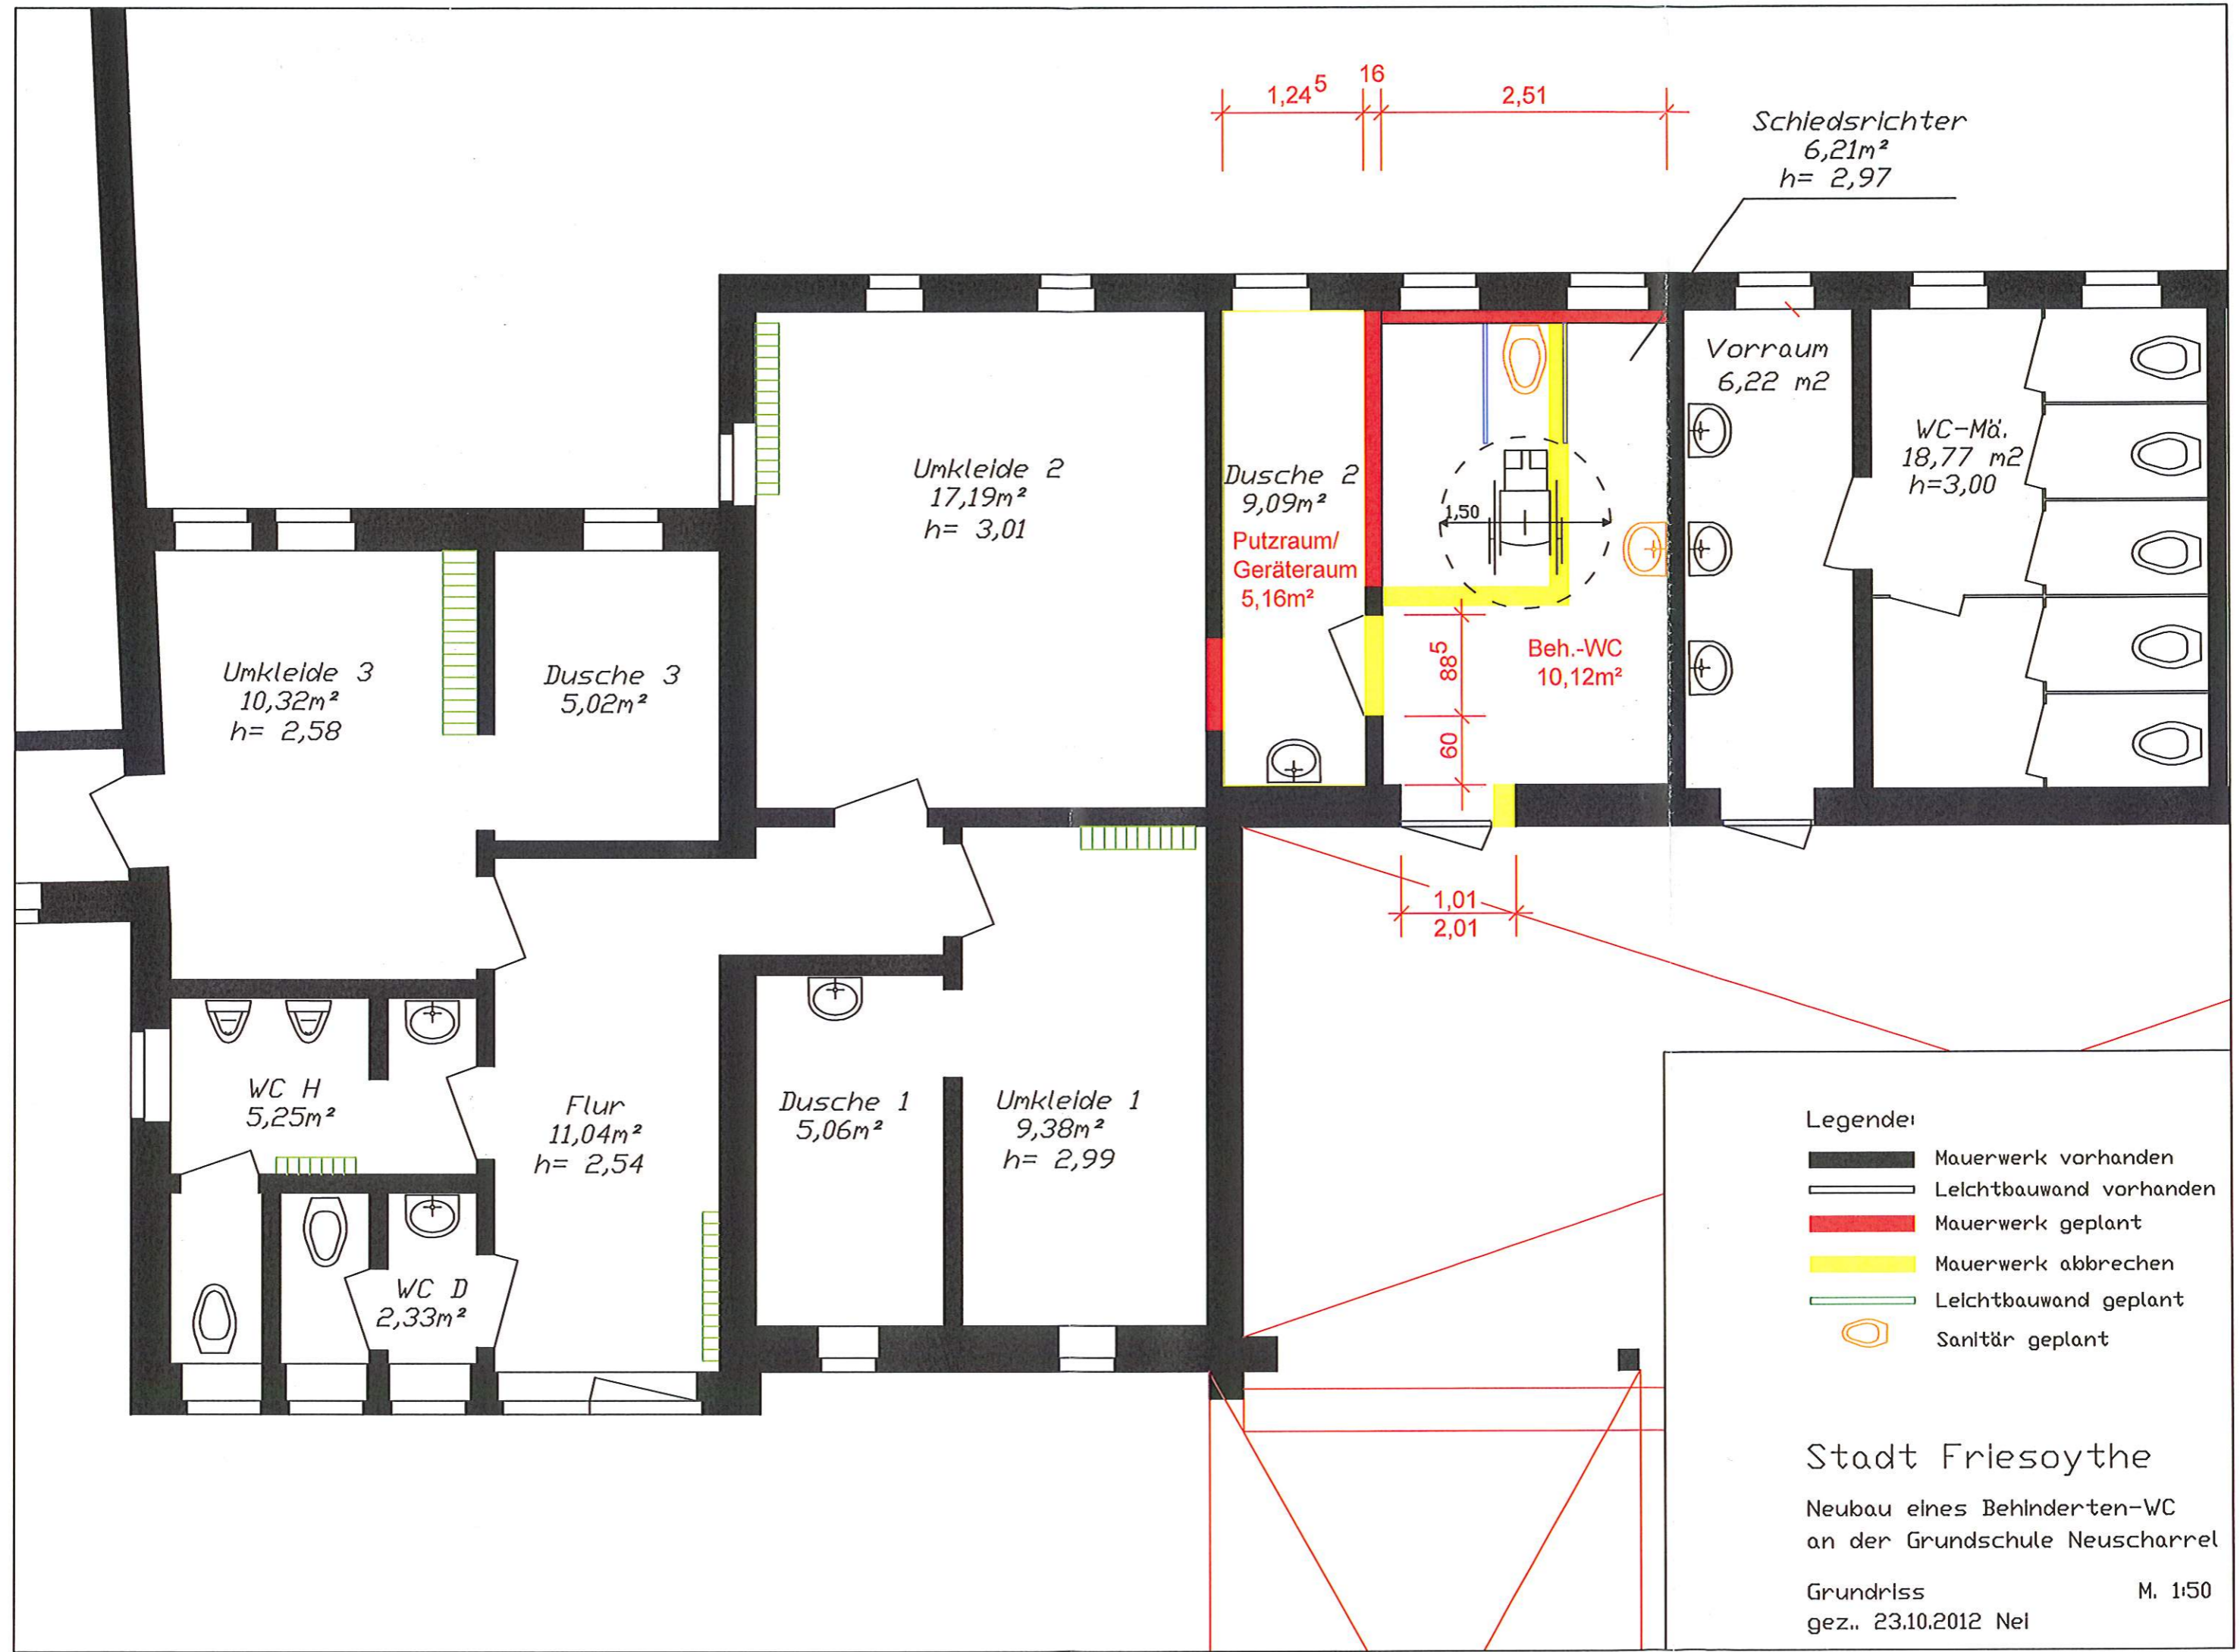 1,24⁵
16
2,51
Schiedsrichter
6,21m²
h= 2,97
Vorraum
6,22 m2
WC-Mä.
18,77 m2
h=3,00
Umkleide 2
17,19m²
h= 3,01
Dusche 2
9,09m²
Putzraum/
Geräteraum
5,16m²
1,50
88⁵
60
Beh.-WC
10,12m²
Umkleide 3
10,32m²
h= 2,58
Dusche 3
5,02m²
1,01
2,01
WC H
5,25m²
Flur
11,04m²
h= 2,54
Dusche 1
5,06m²
Umkleide 1
9,38m²
h= 2,99
WC D
2,33m²
Legende:
Mauerwerk vorhanden
Leichtbauwand vorhanden
Mauerwerk geplant
Mauerwerk abbrechen
Leichtbauwand geplant
Sanitär geplant
Stadt Friesoythe
Neubau eines Behinderten-WC
an der Grundschule Neuscharrel
Grundriss M. 1:50
gez.. 23.10.2012 Nei